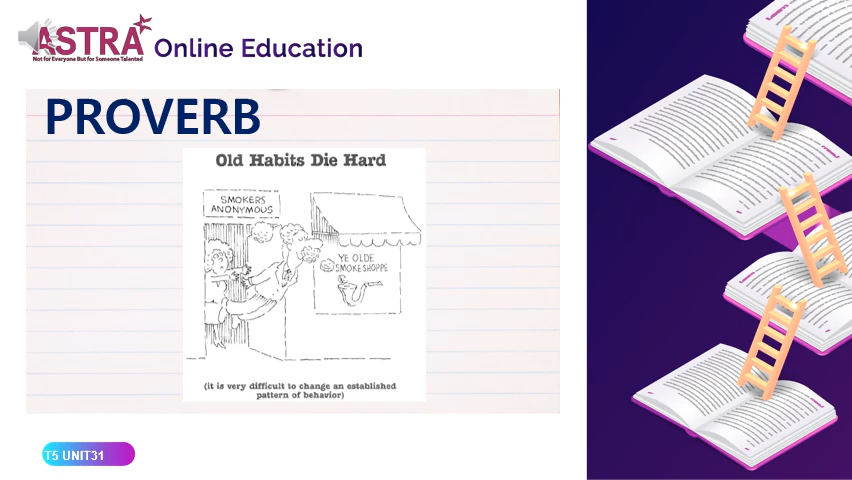 ASTRA
Not for Everyone But for Someone Talented
Online Education
PROVERB
Old Habits Die Hard
SMOKERS
ANONYMOUS
YE OLDE
SMOKE SHOPPE
(it is very difficult to change an established
pattern of behavior)
T5 UNIT31